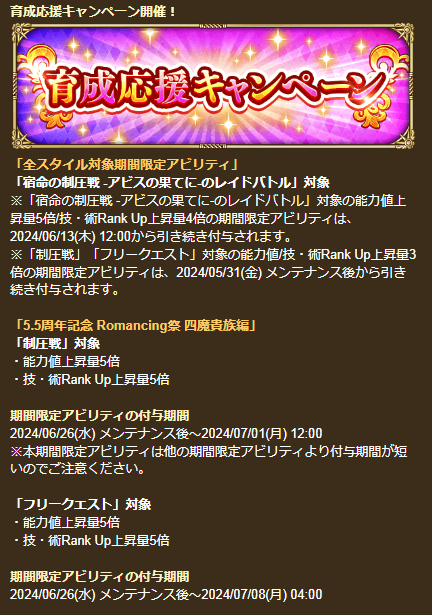 育成応援キャンペーン開催！
育成応援キャンペーン
「全スタイル対象期間限定アビリティ」
「宿命の制圧戦 -アビスの果てに-のレイドバトル」対象
※「宿命の制圧戦 -アビスの果てに-のレイドバトル」対象の能力値上
昇量5倍/技・術Rank Up上昇量4倍の期間限定アビリティは、
2024/06/13(木) 12:00から引き続き付与されます。
※「制圧戦」「フリークエスト」対象の能力値/技・術Rank Up上昇量3
倍の期間限定アビリティは、2024/05/31(金) メンテナンス後から引き
続き付与されます。
「5.5周年記念 Romancing祭 四魔貴族編」
「制圧戦」対象
・能力値上昇量5倍
・技・術Rank Up上昇量5倍
期間限定アビリティの付与期間
2024/06/26(水) メンテナンス後～2024/07/01(月) 12:00
※本期間限定アビリティは他の期間限定アビリティより付与期間が短
いのでご注意ください。
「フリークエスト」対象
・能力値上昇量5倍
・技・術Rank Up上昇量5倍
期間限定アビリティの付与期間
2024/06/26(水) メンテナンス後～2024/07/08(月) 04:00